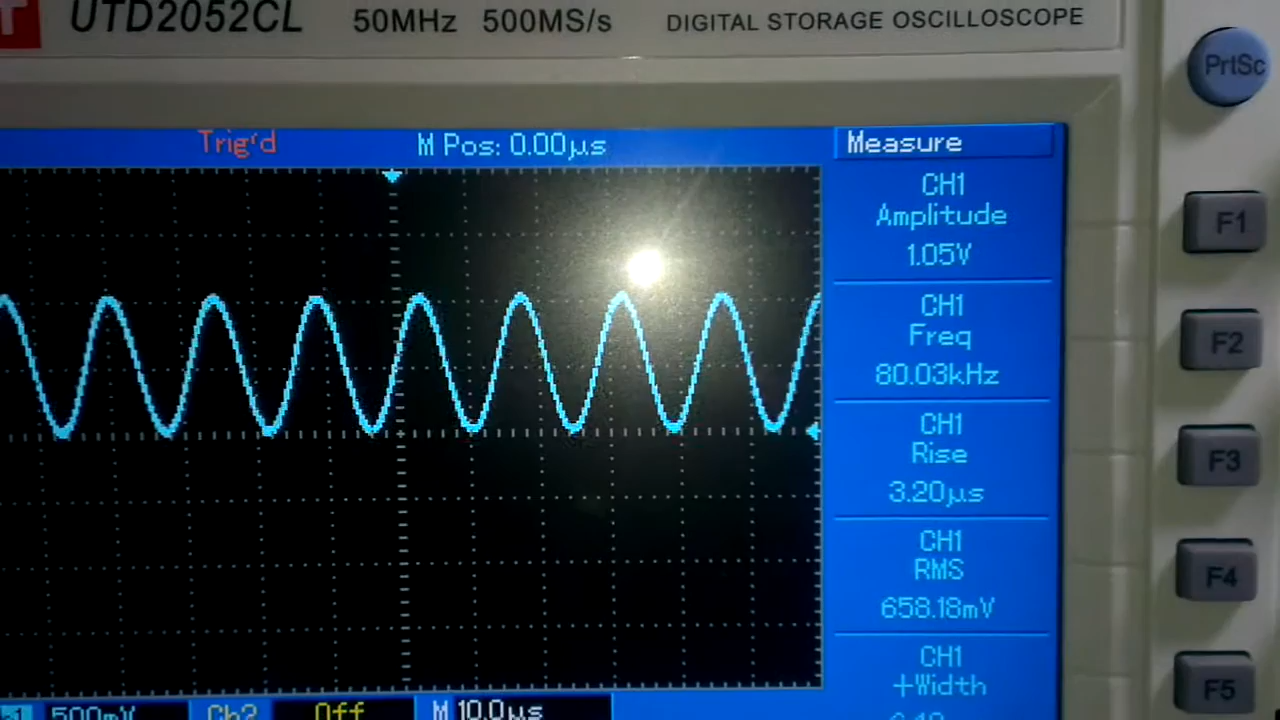 UTD2052CL 50MHz 500MS/s DIGITAL STORAGE OSCILLOSCOPE
PrtSc
Trig'd M Pos: 0.00µs Measure
CH1
Amplitude
1.05V
F1
CH1
Freq
80.03kHz
F2
CH1
Rise
3.20µs
F3
CH1
RMS
658.18mV
F4
CH1
+Width
F5
500mV Ch2 Off M 10.0µs